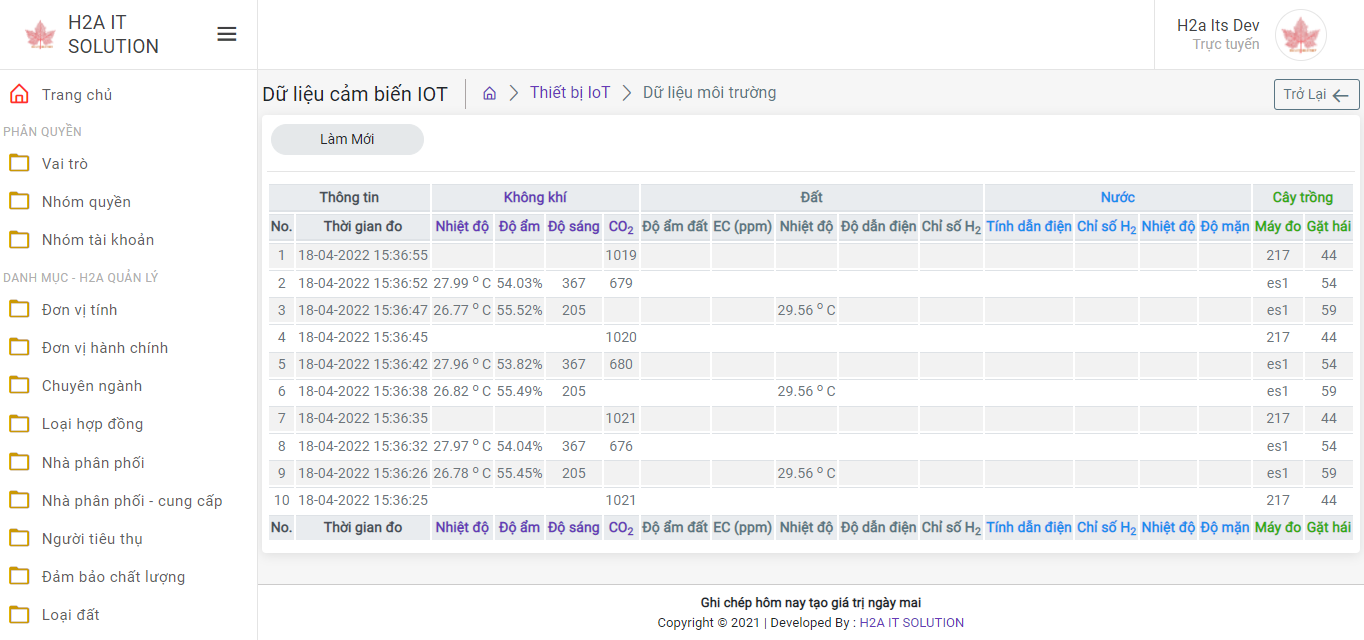 H2A IT
SOLUTION
H2a Its Dev
Trực tuyến
Trang chủ
PHÂN QUYỀN
Vai trò
Nhóm quyền
Nhóm tài khoản
DANH MỤC - H2A QUẢN LÝ
Đơn vị tính
Đơn vị hành chính
Chuyên ngành
Loại hợp đồng
Nhà phân phối
Nhà phân phối - cung cấp
Người tiêu thụ
Đảm bảo chất lượng
Loại đất
Dữ liệu cảm biến IOT
Thiết bị IoT > Dữ liệu môi trường
Trở Lại ←
Làm Mới
Thông tin Không khí Đất Nước Cây trồng
No. Thời gian đo Nhiệt độ Độ ẩm Độ sáng CO₂ Độ ẩm đất EC (ppm) Nhiệt độ Độ dẫn điện Chỉ số H₂ Tính dẫn điện Chỉ số H₂ Nhiệt độ Độ mặn Máy đo Gặt hái
1 18-04-2022 15:36:55 1019 217 44
2 18-04-2022 15:36:52 27.99 ⁰ C 54.03% 367 679 es1 54
3 18-04-2022 15:36:47 26.77 ⁰ C 55.52% 205 29.56 ⁰ C es1 59
4 18-04-2022 15:36:45 1020 217 44
5 18-04-2022 15:36:42 27.96 ⁰ C 53.82% 367 680 es1 54
6 18-04-2022 15:36:38 26.82 ⁰ C 55.49% 205 29.56 ⁰ C es1 59
7 18-04-2022 15:36:35 1021 217 44
8 18-04-2022 15:36:32 27.97 ⁰ C 54.04% 367 676 es1 54
9 18-04-2022 15:36:26 26.78 ⁰ C 55.45% 205 29.56 ⁰ C es1 59
10 18-04-2022 15:36:25 1021 217 44
No. Thời gian đo Nhiệt độ Độ ẩm Độ sáng CO₂ Độ ẩm đất EC (ppm) Nhiệt độ Độ dẫn điện Chỉ số H₂ Tính dẫn điện Chỉ số H₂ Nhiệt độ Độ mặn Máy đo Gặt hái
Ghi chép hôm nay tạo giá trị ngày mai
Copyright © 2021 | Developed By : H2A IT SOLUTION